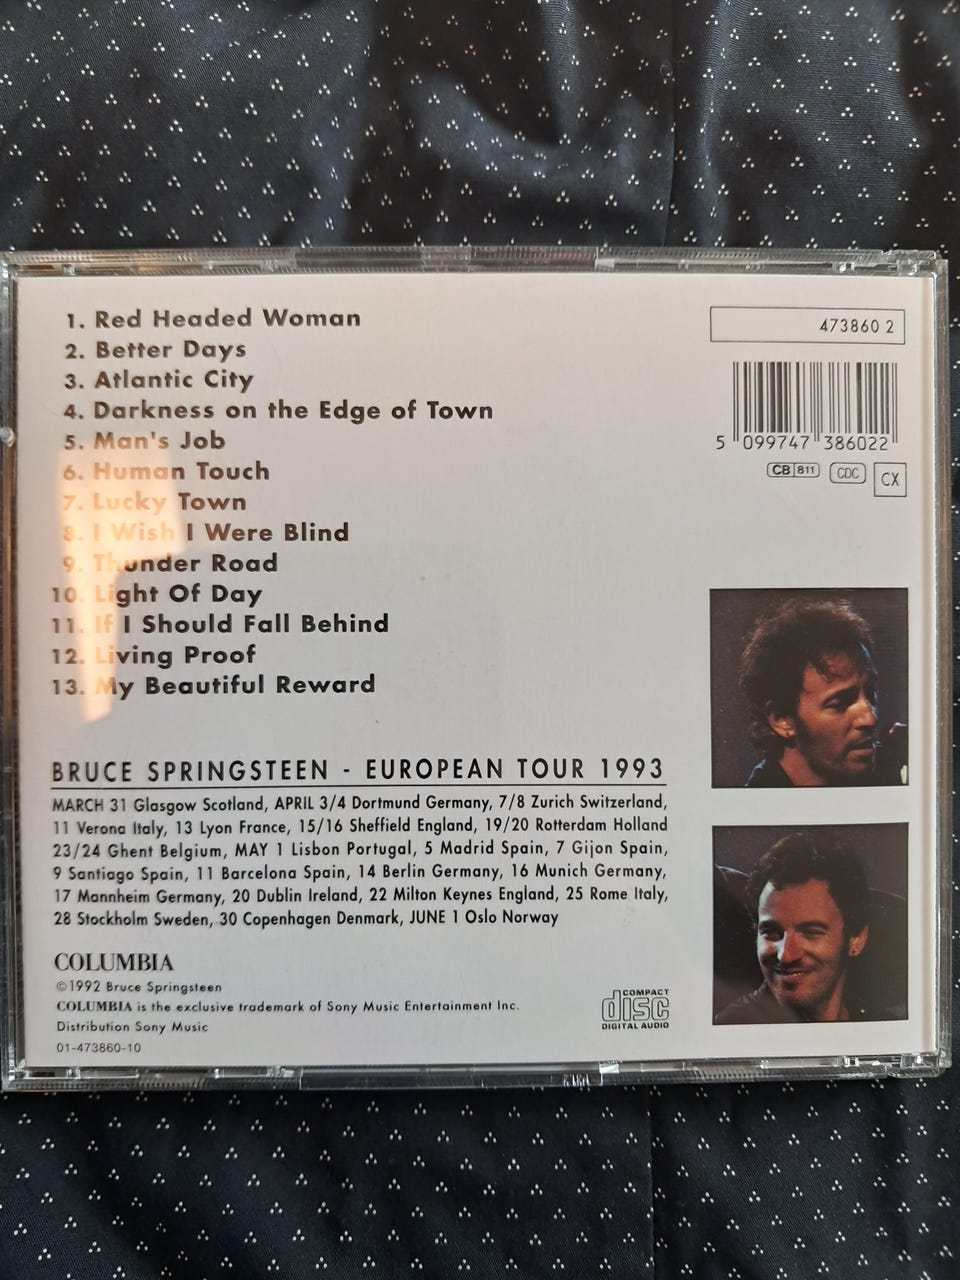 1. Red Headed Woman
2. Better Days
3. Atlantic City
4. Darkness on the Edge of Town
5. Man's Job
6. Human Touch
7. Lucky Town
8. I Wish I Were Blind
9. Thunder Road
10. Light Of Day
11. If I Should Fall Behind
12. Living Proof
13. My Beautiful Reward
473860 2
5 099747 386022
CB 811 CDC CX
BRUCE SPRINGSTEEN - EUROPEAN TOUR 1993
MARCH 31 Glasgow Scotland, APRIL 3/4 Dortmund Germany, 7/8 Zurich Switzerland,
11 Verona Italy, 13 Lyon France, 15/16 Sheffield England, 19/20 Rotterdam Holland
23/24 Ghent Belgium, MAY 1 Lisbon Portugal, 5 Madrid Spain, 7 Gijon Spain,
9 Santiago Spain, 11 Barcelona Spain, 14 Berlin Germany, 16 Munich Germany,
17 Mannheim Germany, 20 Dublin Ireland, 22 Milton Keynes England, 25 Rome Italy,
28 Stockholm Sweden, 30 Copenhagen Denmark, JUNE 1 Oslo Norway
COLUMBIA
©1992 Bruce Springsteen
COLUMBIA is the exclusive trademark of Sony Music Entertainment Inc.
Distribution Sony Music
01-473860-10
COMPACT
disc
DIGITAL AUDIO